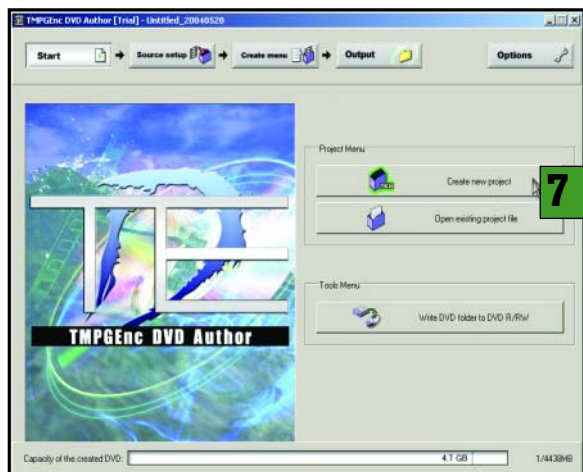 TMPGEnc DVD Author [Trial] - Untitled_20040528
Start Source setup Create menu Output Options
Project Menu
Create new project
7
Open existing project file
Tools Menu
Write DVD folder to DVD R/RW
TE
TMPGEnc DVD Author
Capacity of the created DVD: 4.7 GB 1/4438MB